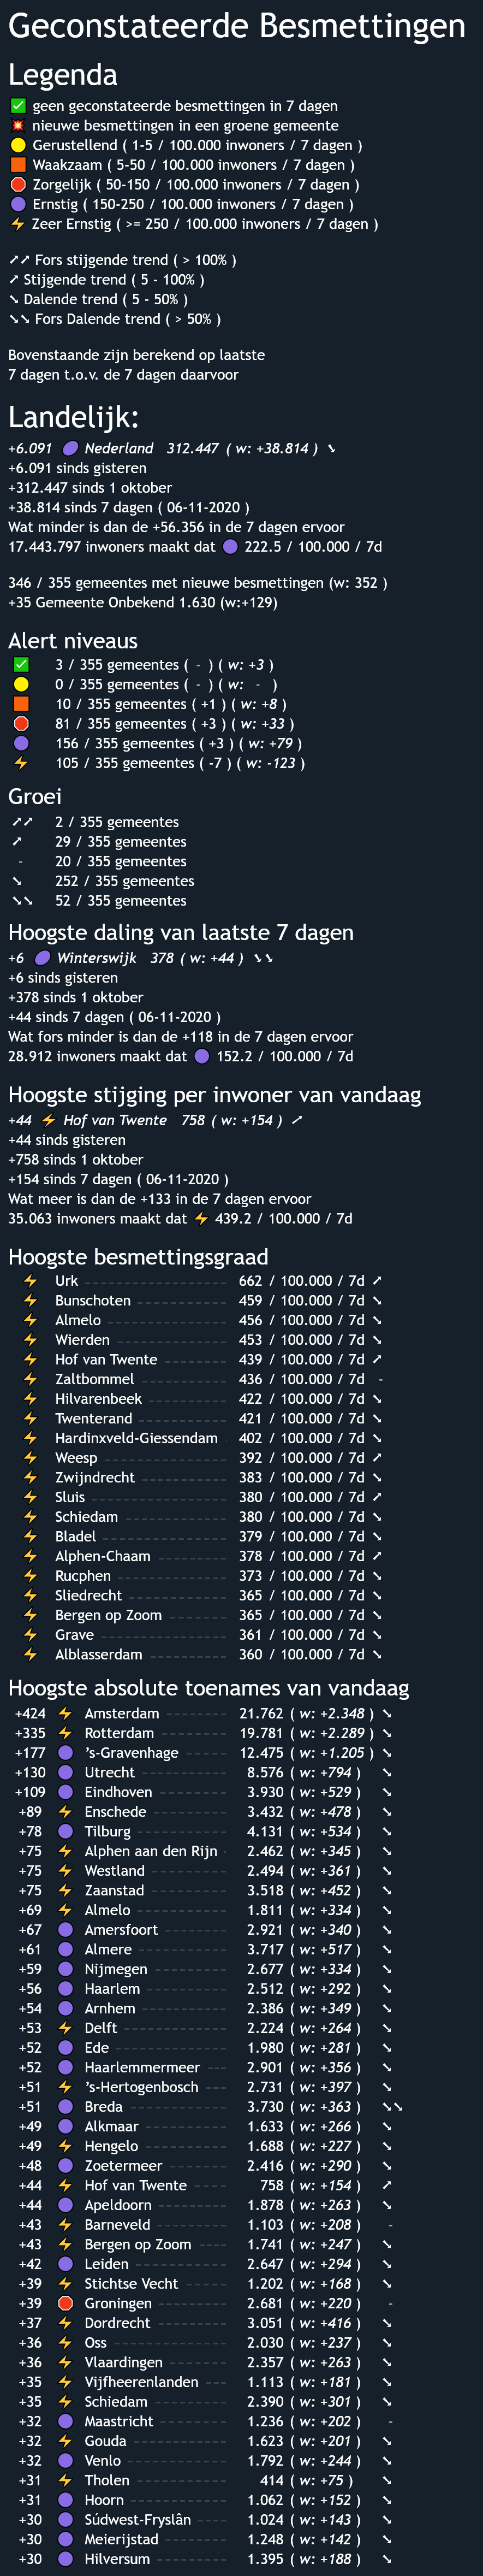 Geconstateerde Besmettingen
Legenda
✅ geen geconstateerde besmettingen in 7 dagen
💥 nieuwe besmettingen in een groene gemeente
🟡 Gerustellend ( 1-5 / 100.000 inwoners / 7 dagen )
🟧 Waakzaam ( 5-50 / 100.000 inwoners / 7 dagen )
🛑 Zorgelijk ( 50-150 / 100.000 inwoners / 7 dagen )
🟣 Ernstig ( 150-250 / 100.000 inwoners / 7 dagen )
⚡ Zeer Ernstig ( >= 250 / 100.000 inwoners / 7 dagen )
➚➚ Fors stijgende trend ( > 100% )
➚ Stijgende trend ( 5 - 100% )
➘ Dalende trend ( 5 - 50% )
➘➘ Fors Dalende trend ( > 50% )
Bovenstaande zijn berekend op laatste
7 dagen t.o.v. de 7 dagen daarvoor
Landelijk:
+6.091 🟣 Nederland 312.447 ( w: +38.814 ) ➘
+6.091 sinds gisteren
+312.447 sinds 1 oktober
+38.814 sinds 7 dagen ( 06-11-2020 )
Wat minder is dan de +56.356 in de 7 dagen ervoor
17.443.797 inwoners maakt dat 🟣 222.5 / 100.000 / 7d
346 / 355 gemeentes met nieuwe besmettingen (w: 352 )
+35 Gemeente Onbekend 1.630 (w:+129)
Alert niveaus
✅ 3 / 355 gemeentes ( - ) ( w: +3 )
🟡 0 / 355 gemeentes ( - ) ( w: - )
🟧 10 / 355 gemeentes ( +1 ) ( w: +8 )
🛑 81 / 355 gemeentes ( +3 ) ( w: +33 )
🟣 156 / 355 gemeentes ( +3 ) ( w: +79 )
⚡ 105 / 355 gemeentes ( -7 ) ( w: -123 )
Groei
➚➚ 2 / 355 gemeentes
➚ 29 / 355 gemeentes
- 20 / 355 gemeentes
➘ 252 / 355 gemeentes
➘➘ 52 / 355 gemeentes
Hoogste daling van laatste 7 dagen
+6 🟣 Winterswijk 378 ( w: +44 ) ➘➘
+6 sinds gisteren
+378 sinds 1 oktober
+44 sinds 7 dagen ( 06-11-2020 )
Wat fors minder is dan de +118 in de 7 dagen ervoor
28.912 inwoners maakt dat 🟣 152.2 / 100.000 / 7d
Hoogste stijging per inwoner van vandaag
+44 ⚡ Hof van Twente 758 ( w: +154 ) ➚
+44 sinds gisteren
+758 sinds 1 oktober
+154 sinds 7 dagen ( 06-11-2020 )
Wat meer is dan de +133 in de 7 dagen ervoor
35.063 inwoners maakt dat ⚡ 439.2 / 100.000 / 7d
Hoogste besmettingsgraad
⚡ Urk 662 / 100.000 / 7d ➚
⚡ Bunschoten 459 / 100.000 / 7d ➘
⚡ Almelo 456 / 100.000 / 7d ➘
⚡ Wierden 453 / 100.000 / 7d ➘
⚡ Hof van Twente 439 / 100.000 / 7d ➚
⚡ Zaltbommel 436 / 100.000 / 7d -
⚡ Hilvarenbeek 422 / 100.000 / 7d ➘
⚡ Twenterand 421 / 100.000 / 7d ➘
⚡ Hardinxveld-Giessendam 402 / 100.000 / 7d ➘
⚡ Weesp 392 / 100.000 / 7d ➚
⚡ Zwijndrecht 383 / 100.000 / 7d ➘
⚡ Sluis 380 / 100.000 / 7d ➚
⚡ Schiedam 380 / 100.000 / 7d ➘
⚡ Bladel 379 / 100.000 / 7d ➘
⚡ Alphen-Chaam 378 / 100.000 / 7d ➚
⚡ Rucphen 373 / 100.000 / 7d ➘
⚡ Sliedrecht 365 / 100.000 / 7d ➘
⚡ Bergen op Zoom 365 / 100.000 / 7d ➘
⚡ Grave 361 / 100.000 / 7d ➘
⚡ Alblasserdam 360 / 100.000 / 7d ➘
Hoogste absolute toenames van vandaag
+424 ⚡ Amsterdam 21.762 ( w: +2.348 ) ➘
+335 ⚡ Rotterdam 19.781 ( w: +2.289 ) ➘
+177 🟣 's-Gravenhage 12.475 ( w: +1.205 ) ➘
+130 🟣 Utrecht 8.576 ( w: +794 ) ➘
+109 🟣 Eindhoven 3.930 ( w: +529 ) ➘
+89 ⚡ Enschede 3.432 ( w: +478 ) ➘
+78 🟣 Tilburg 4.131 ( w: +534 ) ➘
+75 ⚡ Alphen aan den Rijn 2.462 ( w: +345 ) ➘
+75 ⚡ Westland 2.494 ( w: +361 ) ➘
+75 ⚡ Zaanstad 3.518 ( w: +452 ) ➘
+69 ⚡ Almelo 1.811 ( w: +334 ) ➘
+67 🟣 Amersfoort 2.921 ( w: +340 ) ➘
+61 🟣 Almere 3.717 ( w: +517 ) ➘
+59 🟣 Nijmegen 2.677 ( w: +334 ) ➘
+56 🟣 Haarlem 2.512 ( w: +292 ) ➘
+54 🟣 Arnhem 2.386 ( w: +349 ) ➘
+53 ⚡ Delft 2.224 ( w: +264 ) ➘
+52 🟣 Ede 1.980 ( w: +281 ) ➘
+52 🟣 Haarlemmermeer 2.901 ( w: +356 ) ➘
+51 ⚡ 's-Hertogenbosch 2.731 ( w: +397 ) ➘
+51 🟣 Breda 3.730 ( w: +363 ) ➘➘
+49 🟣 Alkmaar 1.633 ( w: +266 ) ➘
+49 ⚡ Hengelo 1.688 ( w: +227 ) ➘
+48 🟣 Zoetermeer 2.416 ( w: +290 ) ➘
+44 ⚡ Hof van Twente 758 ( w: +154 ) ➚
+44 🟣 Apeldoorn 1.878 ( w: +263 ) ➘
+43 ⚡ Barneveld 1.103 ( w: +208 ) -
+43 ⚡ Bergen op Zoom 1.741 ( w: +247 ) ➘
+42 🟣 Leiden 2.647 ( w: +294 ) ➘
+39 ⚡ Stichtse Vecht 1.202 ( w: +168 ) ➘
+39 🛑 Groningen 2.681 ( w: +220 ) -
+37 ⚡ Dordrecht 3.051 ( w: +416 ) ➘
+36 ⚡ Oss 2.030 ( w: +237 ) ➘
+36 ⚡ Vlaardingen 2.357 ( w: +263 ) ➘
+35 ⚡ Vijfheerenlanden 1.113 ( w: +181 ) ➘
+35 ⚡ Schiedam 2.390 ( w: +301 ) ➘
+32 🟣 Maastricht 1.236 ( w: +202 ) -
+32 ⚡ Gouda 1.623 ( w: +201 ) ➘
+32 🟣 Venlo 1.792 ( w: +244 ) ➘
+31 ⚡ Tholen 414 ( w: +75 ) ➘
+31 🟣 Hoorn 1.062 ( w: +152 ) ➘
+30 🟣 Súdwest-Fryslân 1.024 ( w: +143 ) ➘
+30 🟣 Meierijstad 1.248 ( w: +142 ) ➘
+30 🟣 Hilversum 1.395 ( w: +188 ) ➘